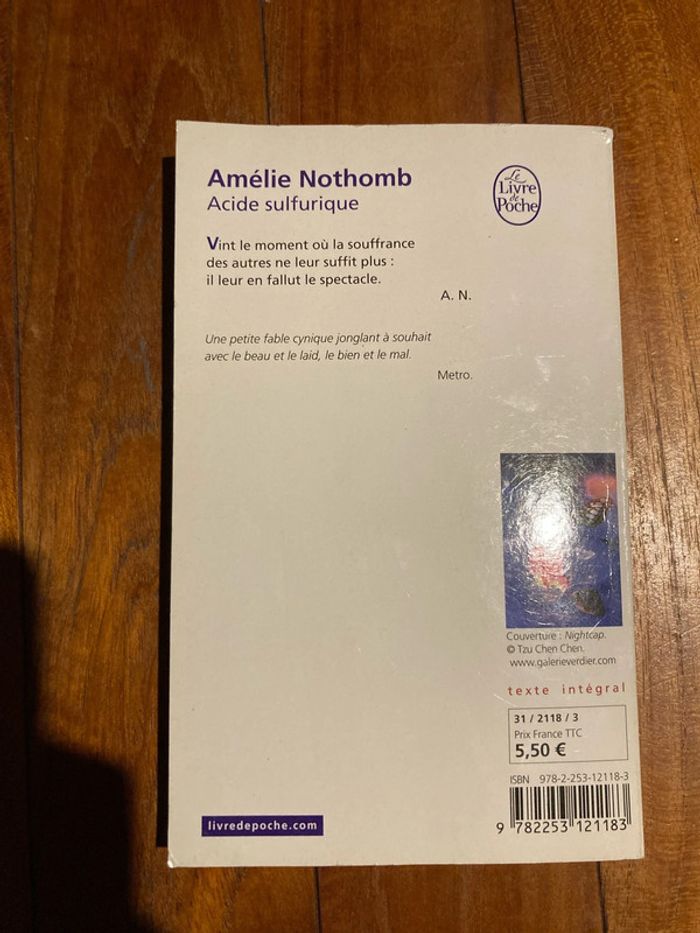 Amélie Nothomb
Acide sulfurique
Le
Livre
de
Poche
Vint le moment où la souffrance
des autres ne leur suffit plus :
il leur en fallut le spectacle.
A. N.
Une petite fable cynique jonglant à souhait
avec le beau et le laid, le bien et le mal.
Metro.
Couverture : Nightcap.
© Tzu Chen Chen.
www.galerieverdier.com
texte intégral
31 / 2118 / 3
Prix France TTC
5,50 €
ISBN 978-2-253-12118-3
9 782253 121183
livredepoche.com